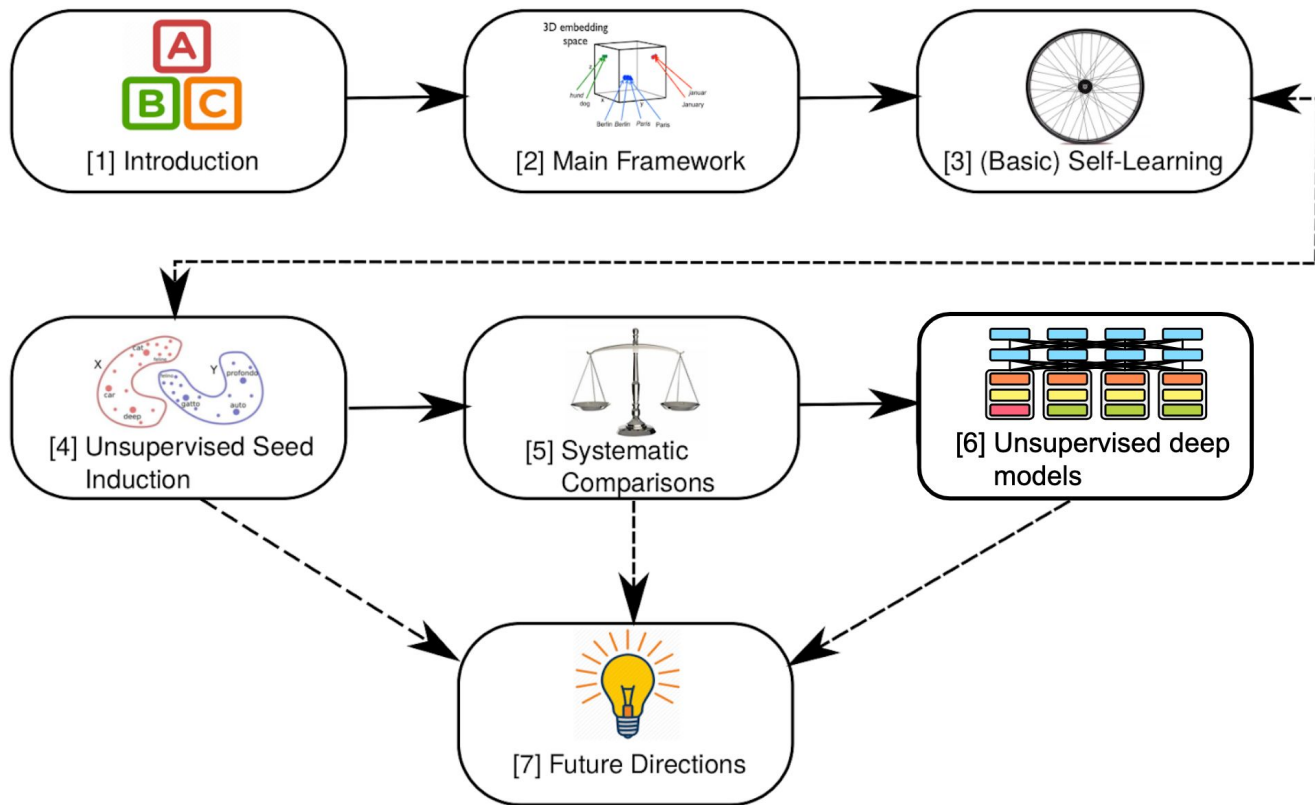 A
B C
[1] Introduction
3D embedding
space
z
x
y
hund
dog
januar
January
Berlin Berlin Paris Paris
[2] Main Framework
[3] (Basic) Self-Learning
X
cat
feline
car
deep
Y
felino
profondo
gatto
auto
[4] Unsupervised Seed
Induction
[5] Systematic
Comparisons
[6] Unsupervised deep
models
[7] Future Directions